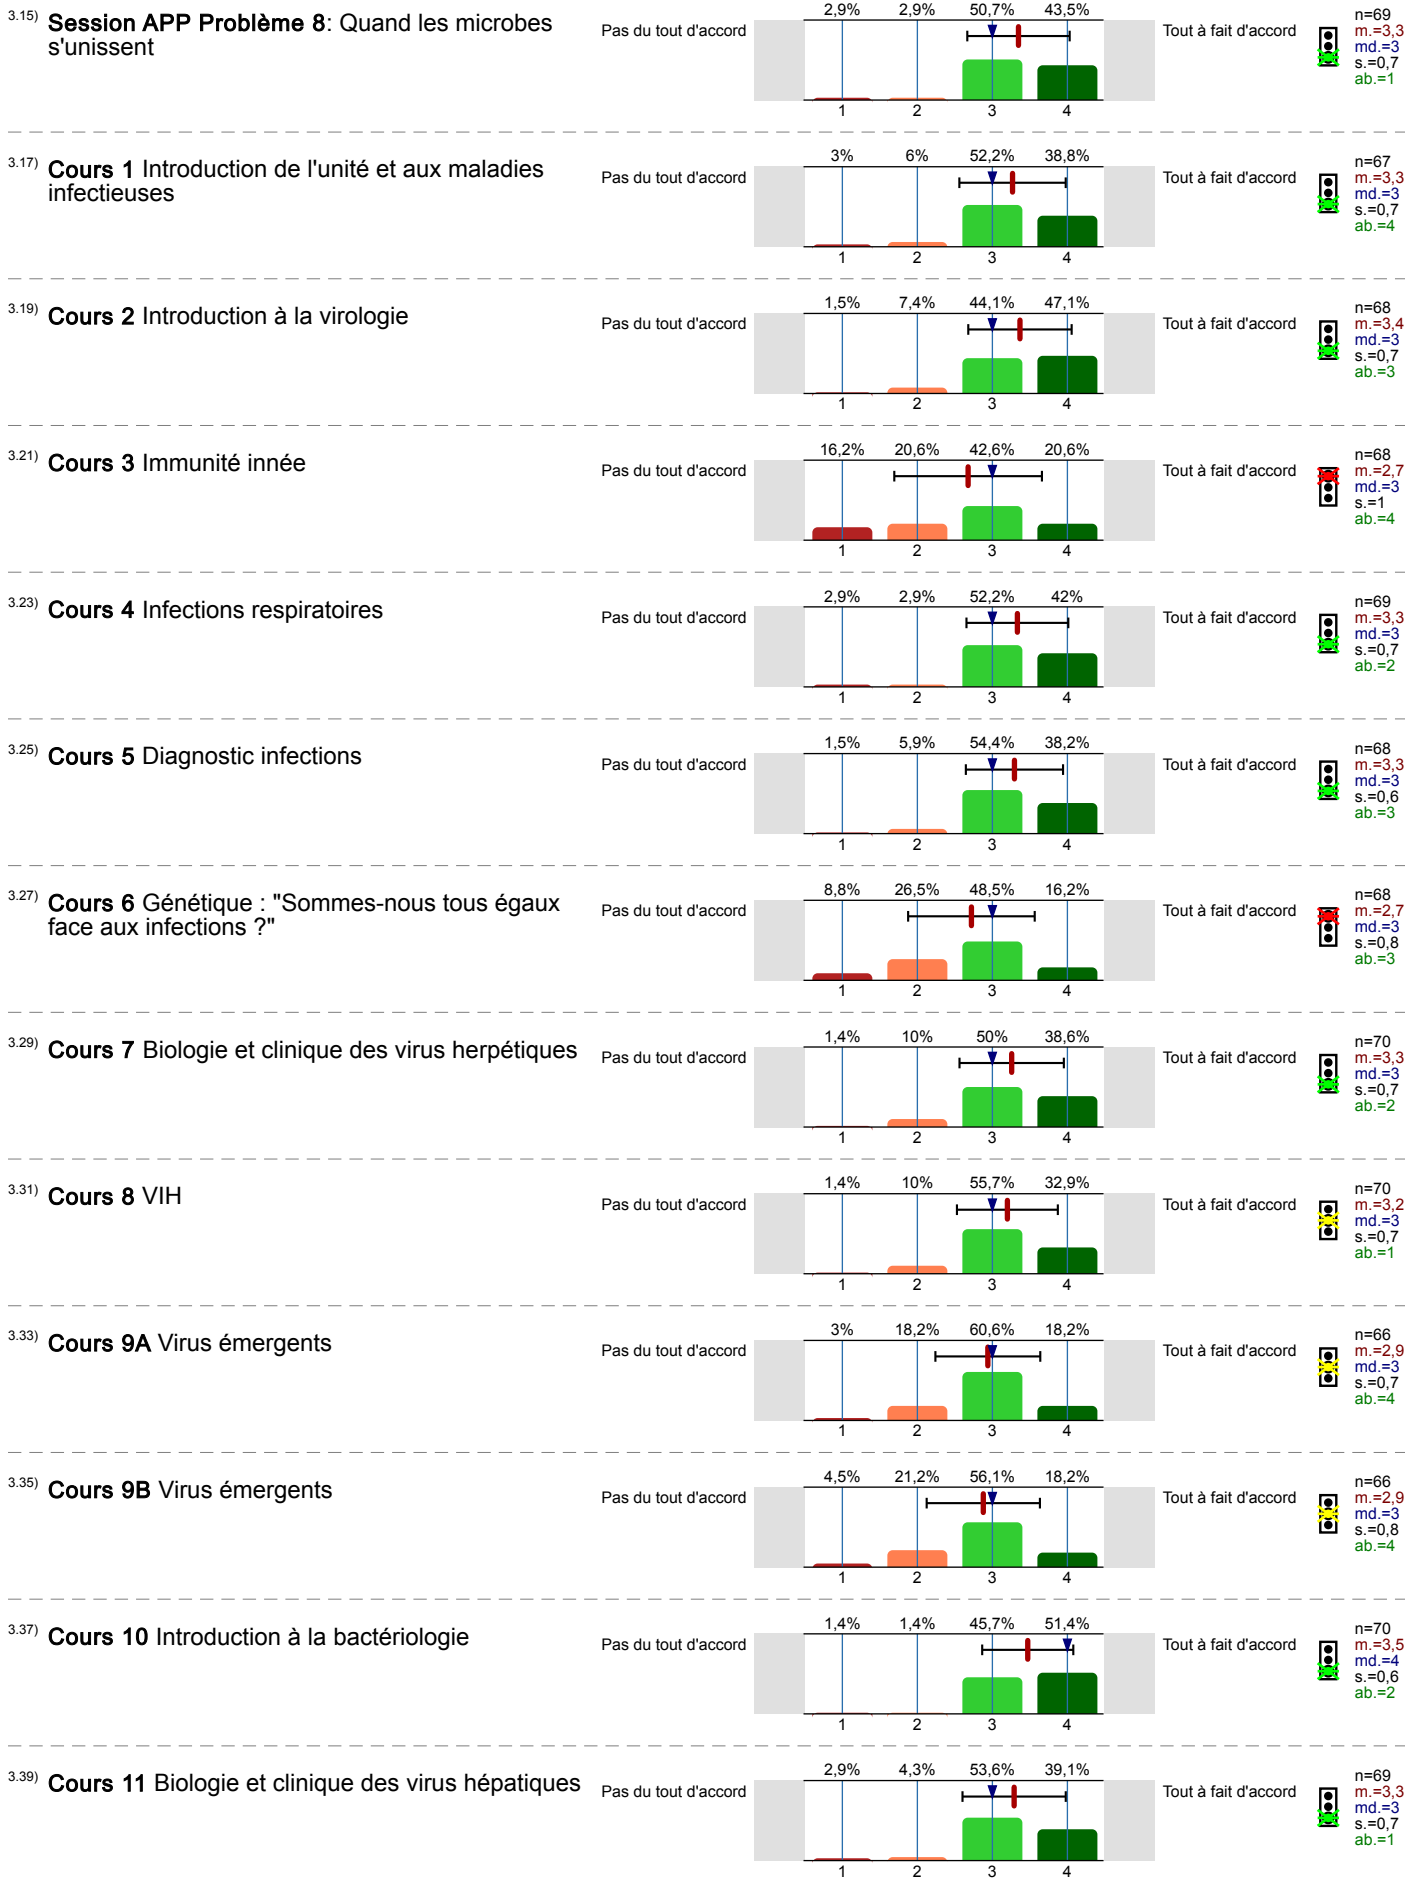 3.15) Session APP Problème 8: Quand les microbes
s'unissent
Pas du tout d'accord
2,9% 2,9% 50,7% 43,5%
1 2 3 4
Tout à fait d'accord
n=69
m.=3,3
md.=3
s.=0,7
ab.=1
3.17) Cours 1 Introduction de l'unité et aux maladies
infectieuses
Pas du tout d'accord
3% 6% 52,2% 38,8%
1 2 3 4
Tout à fait d'accord
n=67
m.=3,3
md.=3
s.=0,7
ab.=4
3.19) Cours 2 Introduction à la virologie
Pas du tout d'accord
1,5% 7,4% 44,1% 47,1%
1 2 3 4
Tout à fait d'accord
n=68
m.=3,4
md.=3
s.=0,7
ab.=3
3.21) Cours 3 Immunité innée
Pas du tout d'accord
16,2% 20,6% 42,6% 20,6%
1 2 3 4
Tout à fait d'accord
n=68
m.=2,7
md.=3
s.=1
ab.=4
3.23) Cours 4 Infections respiratoires
Pas du tout d'accord
2,9% 2,9% 52,2% 42%
1 2 3 4
Tout à fait d'accord
n=69
m.=3,3
md.=3
s.=0,7
ab.=2
3.25) Cours 5 Diagnostic infections
Pas du tout d'accord
1,5% 5,9% 54,4% 38,2%
1 2 3 4
Tout à fait d'accord
n=68
m.=3,3
md.=3
s.=0,6
ab.=3
3.27) Cours 6 Génétique : "Sommes-nous tous égaux
face aux infections ?"
Pas du tout d'accord
8,8% 26,5% 48,5% 16,2%
1 2 3 4
Tout à fait d'accord
n=68
m.=2,7
md.=3
s.=0,8
ab.=3
3.29) Cours 7 Biologie et clinique des virus herpétiques
Pas du tout d'accord
1,4% 10% 50% 38,6%
1 2 3 4
Tout à fait d'accord
n=70
m.=3,3
md.=3
s.=0,7
ab.=2
3.31) Cours 8 VIH
Pas du tout d'accord
1,4% 10% 55,7% 32,9%
1 2 3 4
Tout à fait d'accord
n=70
m.=3,2
md.=3
s.=0,7
ab.=1
3.33) Cours 9A Virus émergents
Pas du tout d'accord
3% 18,2% 60,6% 18,2%
1 2 3 4
Tout à fait d'accord
n=66
m.=2,9
md.=3
s.=0,7
ab.=4
3.35) Cours 9B Virus émergents
Pas du tout d'accord
4,5% 21,2% 56,1% 18,2%
1 2 3 4
Tout à fait d'accord
n=66
m.=2,9
md.=3
s.=0,8
ab.=4
3.37) Cours 10 Introduction à la bactériologie
Pas du tout d'accord
1,4% 1,4% 45,7% 51,4%
1 2 3 4
Tout à fait d'accord
n=70
m.=3,5
md.=4
s.=0,6
ab.=2
3.39) Cours 11 Biologie et clinique des virus hépatiques
Pas du tout d'accord
2,9% 4,3% 53,6% 39,1%
1 2 3 4
Tout à fait d'accord
n=69
m.=3,3
md.=3
s.=0,7
ab.=1